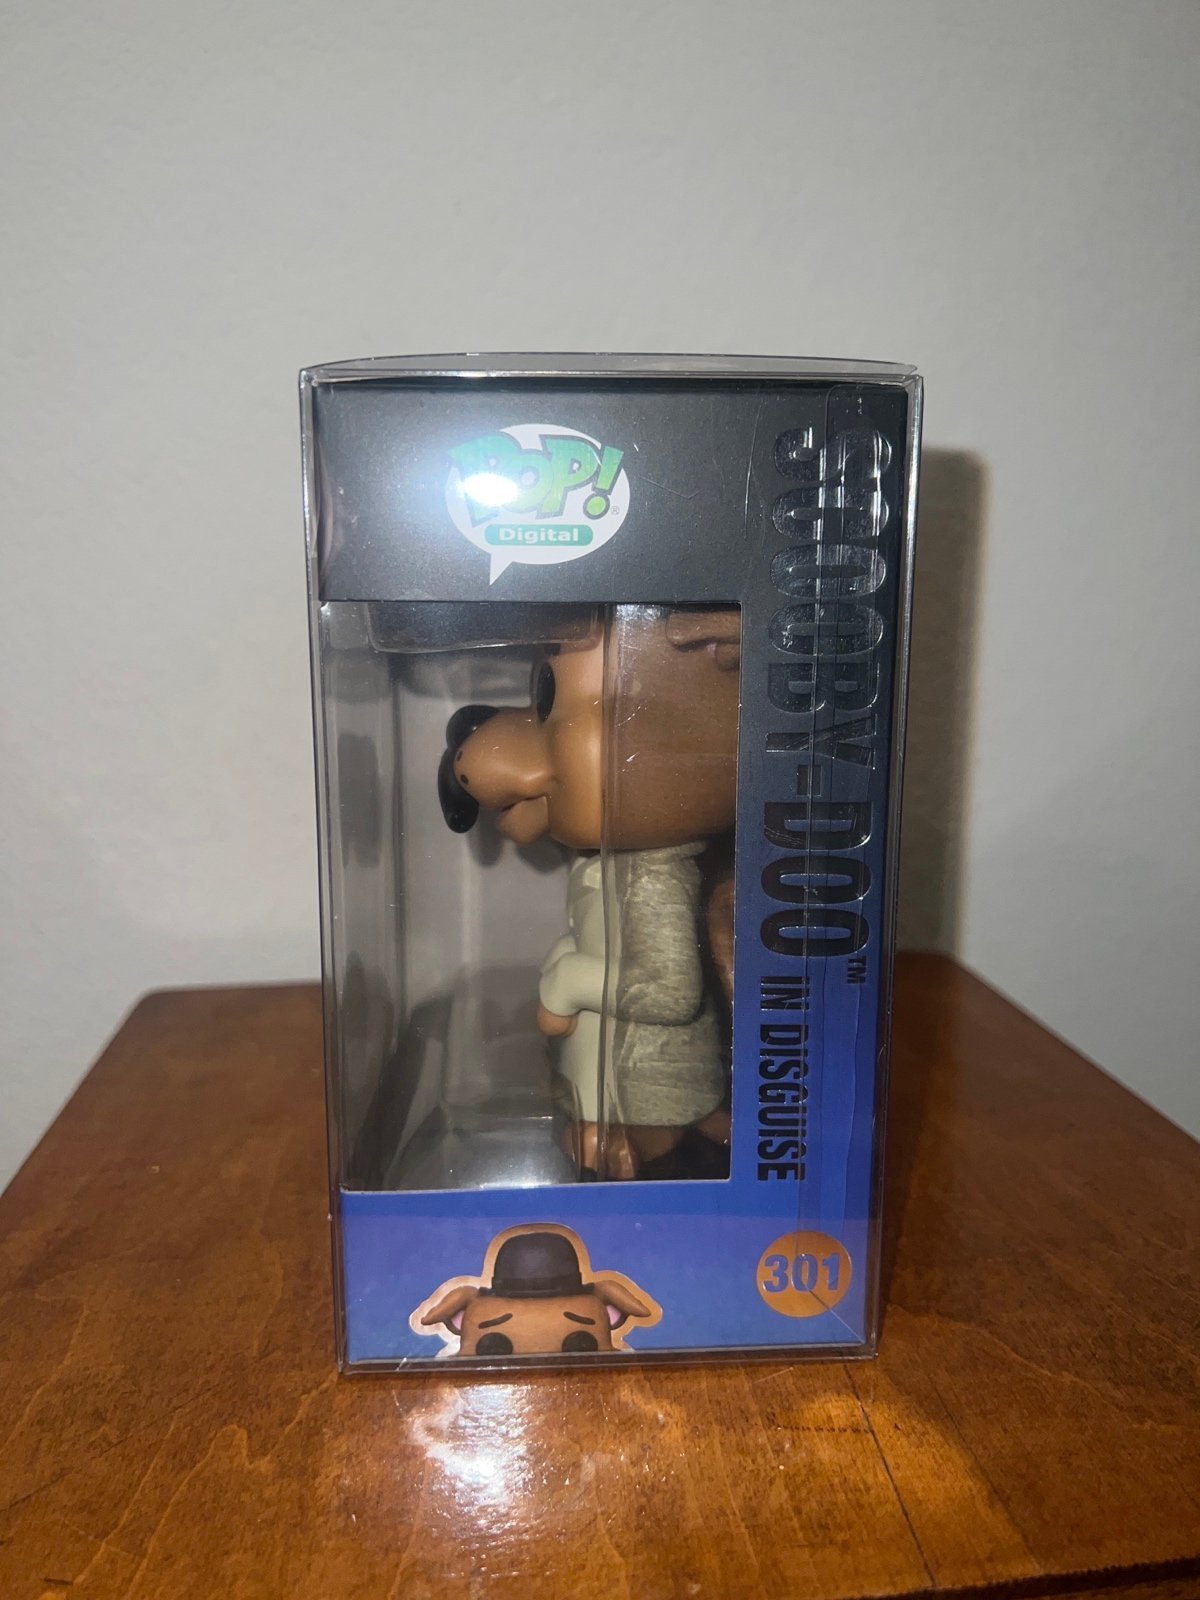 POP!®
Digital
SCOOBY-DOO™ IN DISGUISE
301